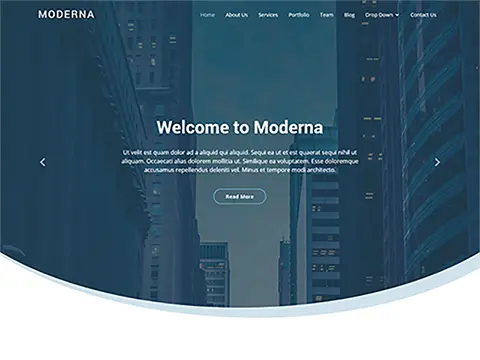 MODERNA
Home About Us Services Portfolio Team Blog Drop Down Contact Us
Welcome to Moderna
Ut velit est quam dolor ad a aliquid qui aliquid. Sequi ea ut et est quaerat sequi nihil ut
aliquam. Occaecati alias dolorem mollitia ut. Similique ea voluptatem. Esse doloremque
accusamus repellendus deleniti vel. Minus et tempore modi architecto.
Read More